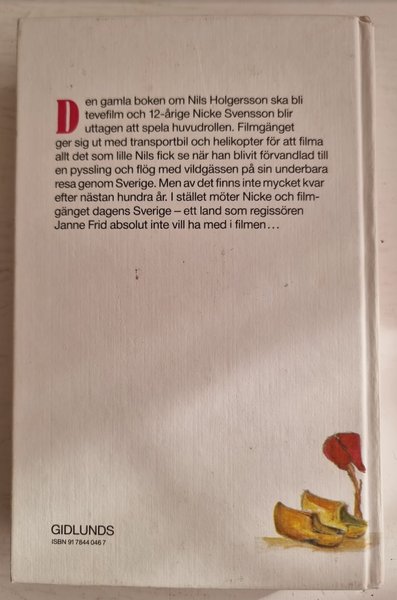 Den gamla boken om Nils Holgersson ska bli
tevefilm och 12-årige Nicke Svensson blir
uttagen att spela huvudrollen. Filmgänget
ger sig ut med transportbil och helikopter för att filma
allt det som lille Nils fick se när han blivit förvandlad till
en pyssling och flög med vildgässen på sin underbara
resa genom Sverige. Men av det finns inte mycket kvar
efter nästan hundra år. I stället möter Nicke och film-
gänget dagens Sverige – ett land som regissören
Janne Frid absolut inte vill ha med i filmen ...
GIDLUNDS
ISBN 91 7844 046 7